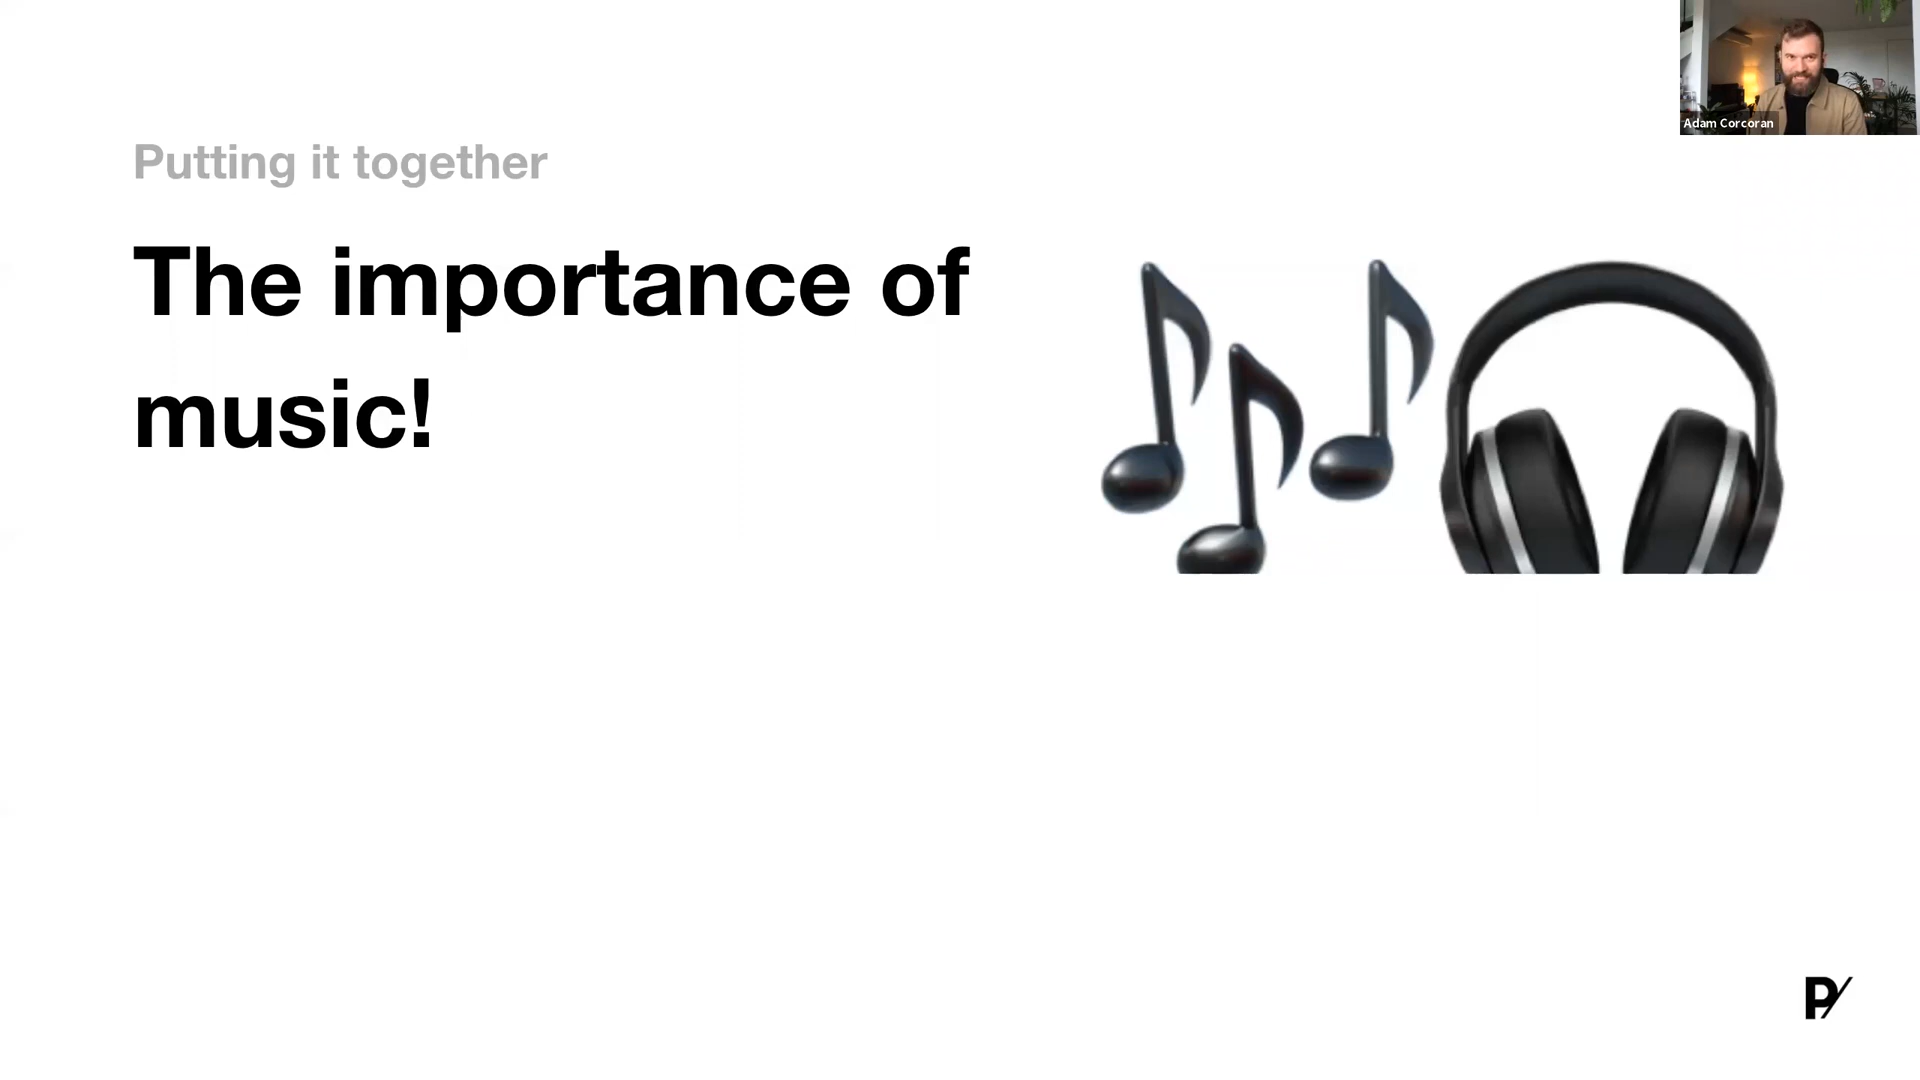 Adam Corcoran
Putting it together
The importance of
music!